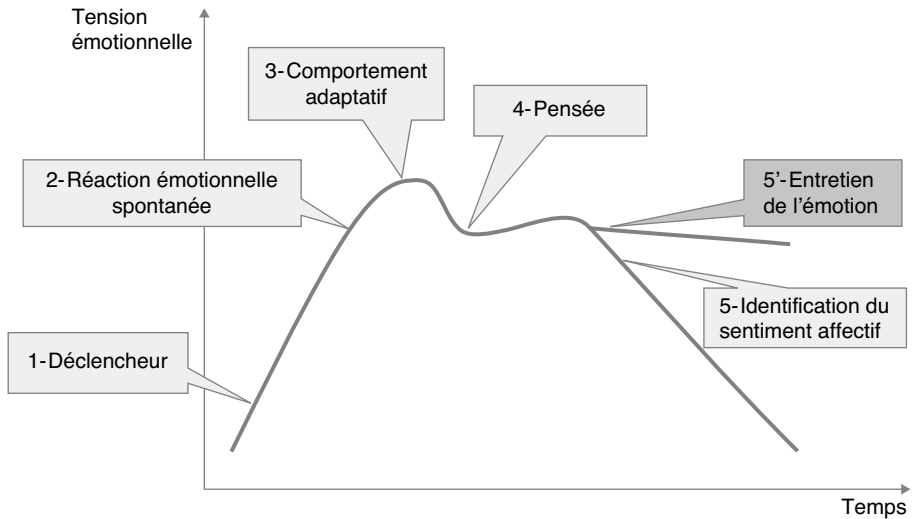 Tension
émotionnelle
3-Comportement
adaptatif
4-Pensée
2-Réaction émotionnelle
spontanée
5’-Entretien
de l’émotion
5-Identification du
sentiment affectif
1-Déclencheur
Temps